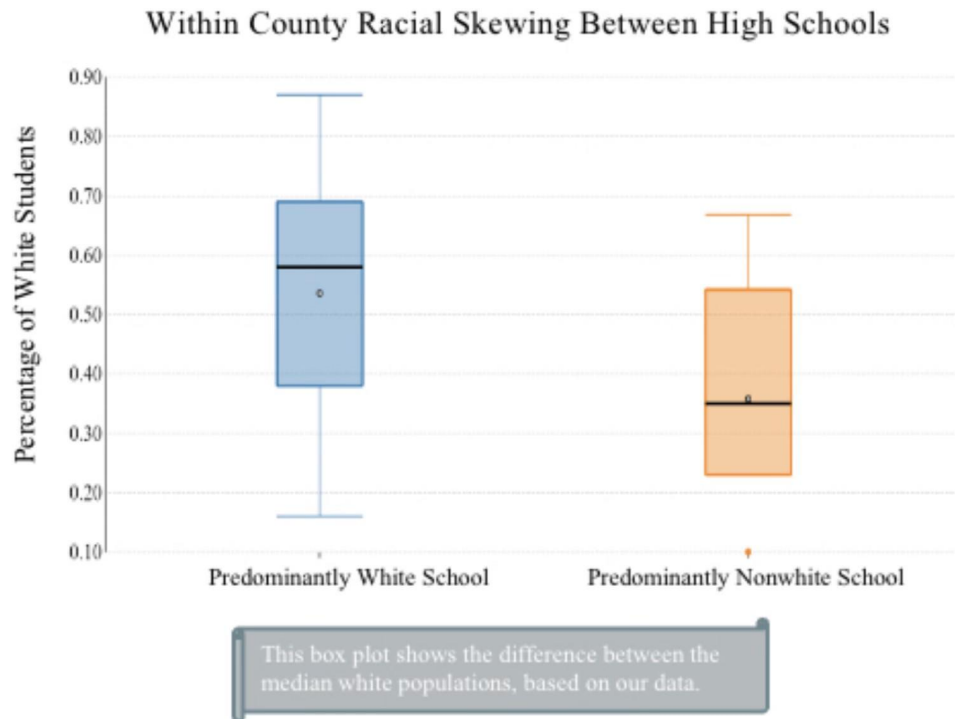 Within County Racial Skewing Between High Schools
Percentage of White Students
0.90
0.80
0.70
0.60
0.50
0.40
0.30
0.20
0.10
Predominantly White School
Predominantly Nonwhite School
This box plot shows the difference between the
median white populations, based on our data.